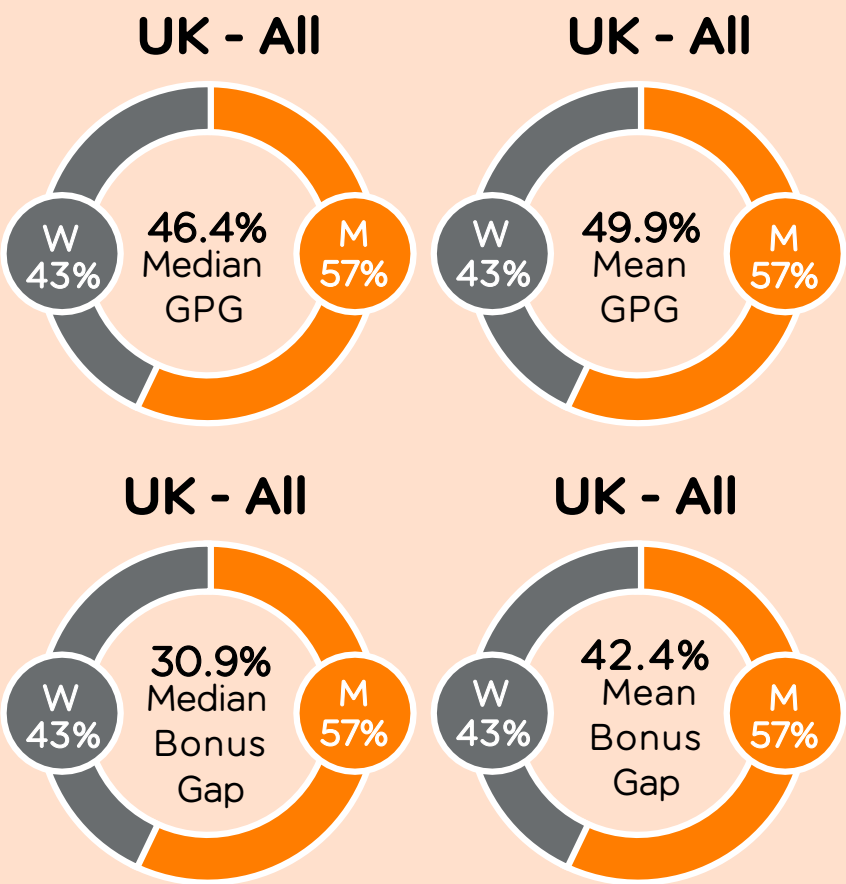 UK - All
W
43%
46.4%
Median
GPG
M
57%
UK - All
W
43%
49.9%
Mean
GPG
M
57%
UK - All
W
43%
30.9%
Median
Bonus
Gap
M
57%
UK - All
W
43%
42.4%
Mean
Bonus
Gap
M
57%